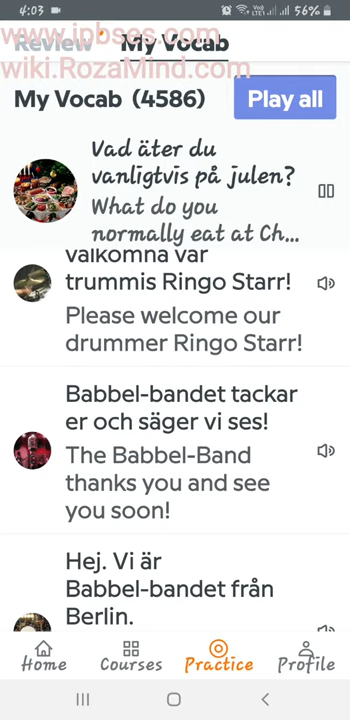 4:03
56%
www.ipbses.com
Review
My Vocab
wiki.RozaMind.com
My Vocab (4586)
Play all
Vad äter du
vanligtvis på julen?
What do you
normally eat at Ch...
välkomna vår
trummis Ringo Starr!
Please welcome our
drummer Ringo Starr!
Babbel-bandet tackar
er och säger vi ses!
The Babbel-Band
thanks you and see
you soon!
Hej. Vi är
Babbel-bandet från
Berlin.
Home
Courses
Practice
Profile